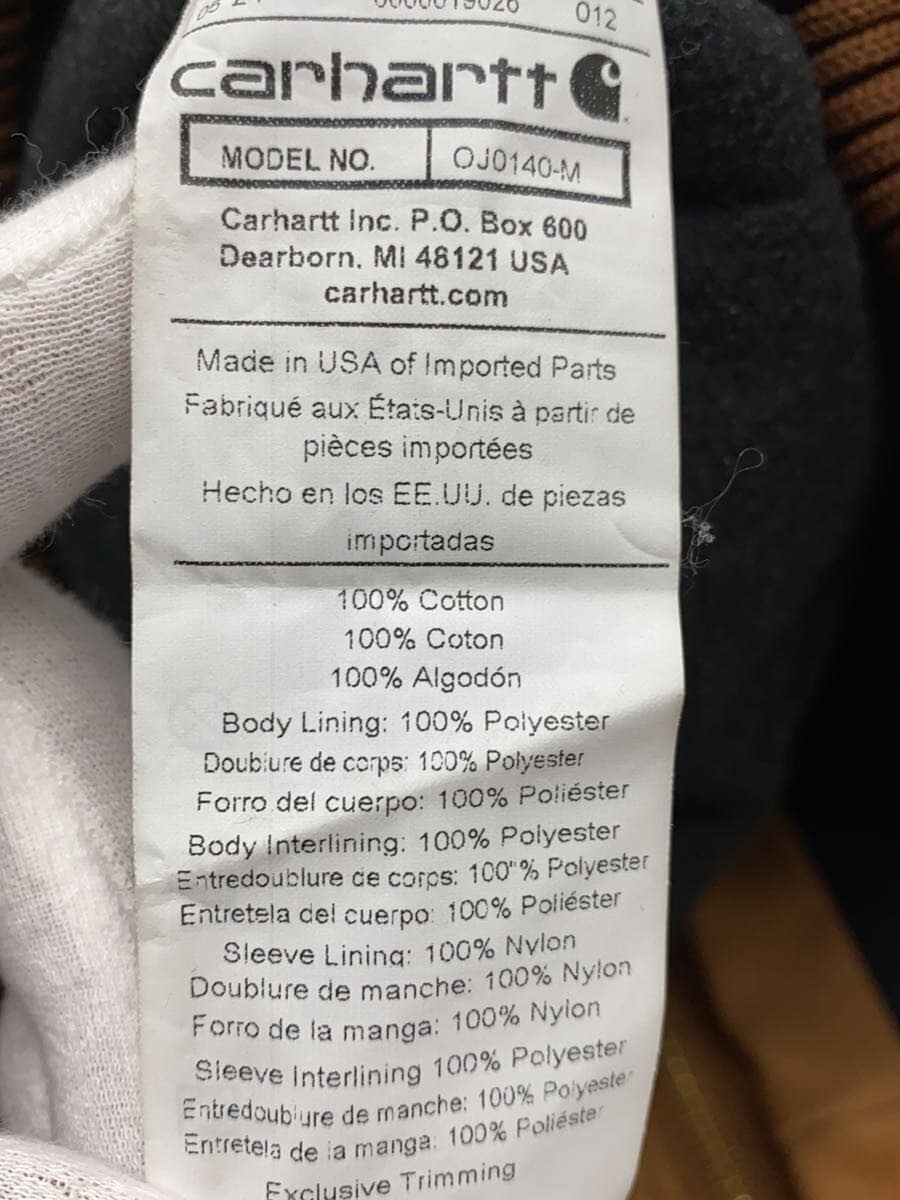 012
carhartt
MODEL NO. OJ0140-M
Carhartt Inc. P.O. Box 600
Dearborn. MI 48121 USA
carhartt.com
Made in USA of Imported Parts
Fabriqué aux États-Unis à partir de
pièces importées
Hecho en los EE.UU. de piezas
importadas
100% Cotton
100% Coton
100% Algodón
Body Lining: 100% Polyester
Doublure de corps: 100% Polyester
Forro del cuerpo: 100% Poliéster
Body Interlining: 100% Polyester
Entredoublure de corps: 100"% Polyester
Entretela del cuerpo: 100% Poliéster
Sleeve Lining: 100% Nylon
Doublure de manche: 100% Nylon
Forro de la manga: 100% Nylon
Sleeve Interlining 100% Polyester
Entredoublure de manche: 100% Polyester
Entretela de la manga: 100% Poliéster
Exclusive Trimming